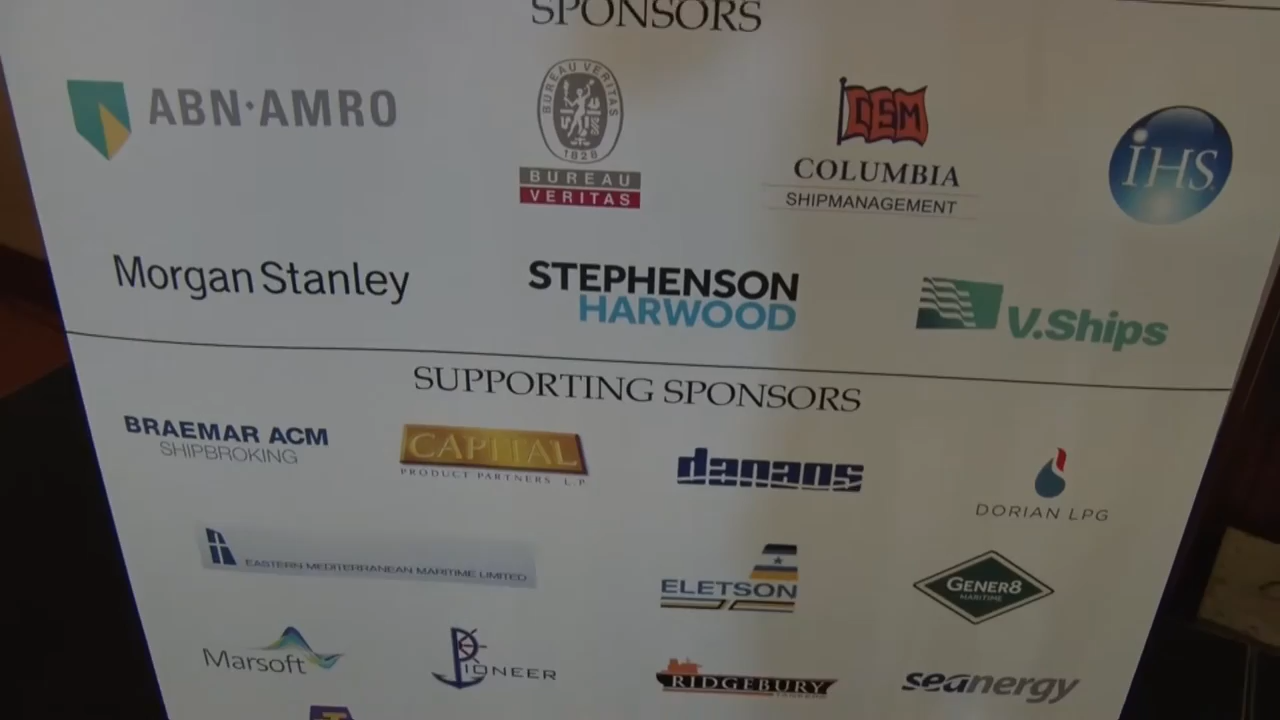 SPONSORS
ABN·AMRO
BUREAU VERITAS
1828
BUREAU
VERITAS
CSM
COLUMBIA
SHIPMANAGEMENT
IHS
Morgan Stanley
STEPHENSON
HARWOOD
V.Ships
SUPPORTING SPONSORS
BRAEMAR ACM
SHIPBROKING
CAPITAL
PRODUCT PARTNERS L.P.
danaos
DORIAN LPG
EASTERN MEDITERRANEAN MARITIME LIMITED
ELETSON
GENER8
MARITIME
Marsoft
PIONEER
RIDGEBURY
TANKERS
seanergy